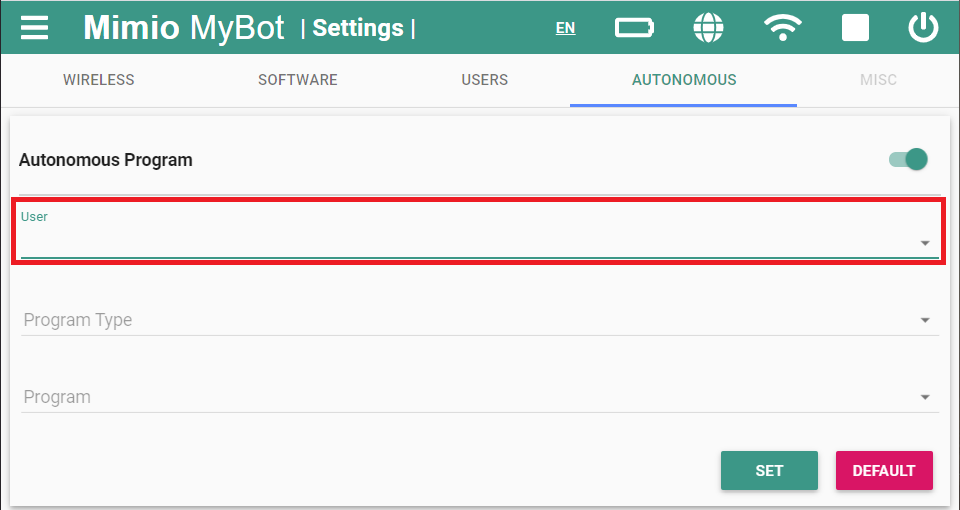 Mimio MyBot | Settings | EN
WIRELESS SOFTWARE USERS AUTONOMOUS MISC
Autonomous Program
User
Program Type
Program
SET DEFAULT